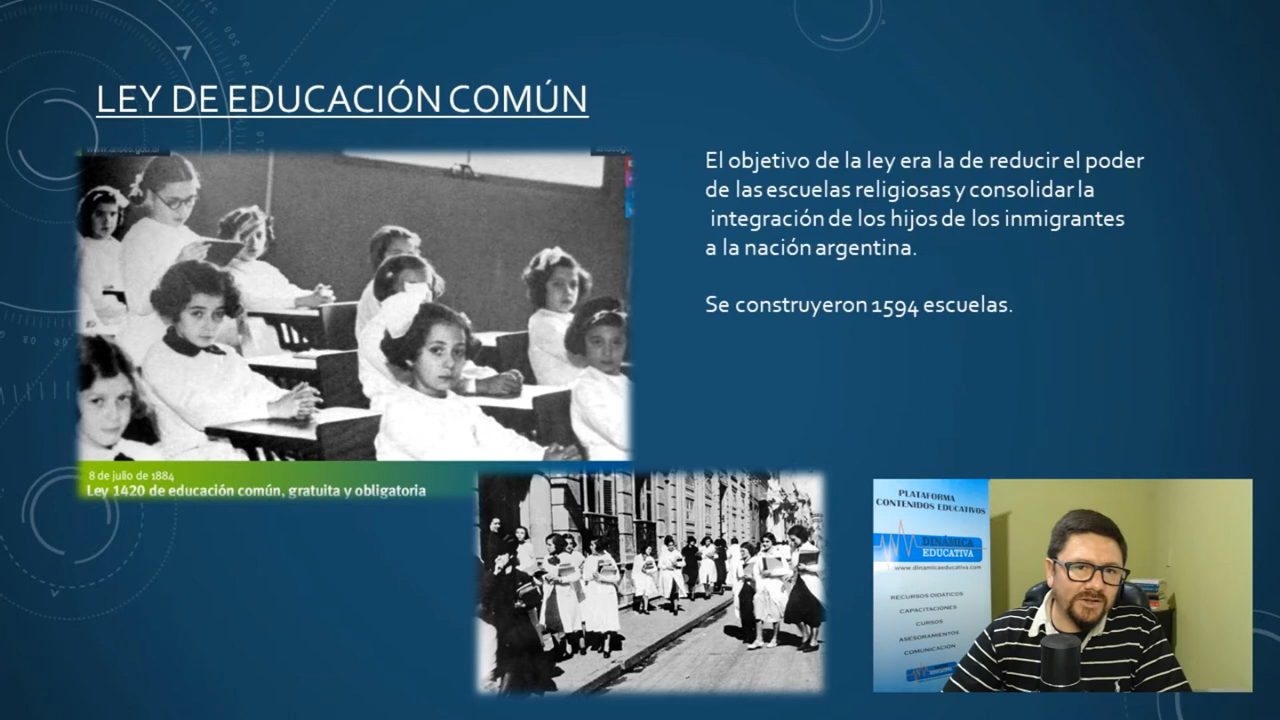 LEY DE EDUCACIÓN COMÚN
El objetivo de la ley era la de reducir el poder
de las escuelas religiosas y consolidar la
integración de los hijos de los inmigrantes
a la nación argentina.
Se construyeron 1594 escuelas.
8 de julio de 1884
Ley 1420 de educación común, gratuita y obligatoria
PLATAFORMA
CONTENIDOS EDUCATIVOS
DINÁMICA
EDUCATIVA
www.dinamicaeducativa.com
RECURSOS DIDÁTICOS
CAPACITACIONES
CURSOS
ASESORAMIENTOS
COMUNICACIÓN